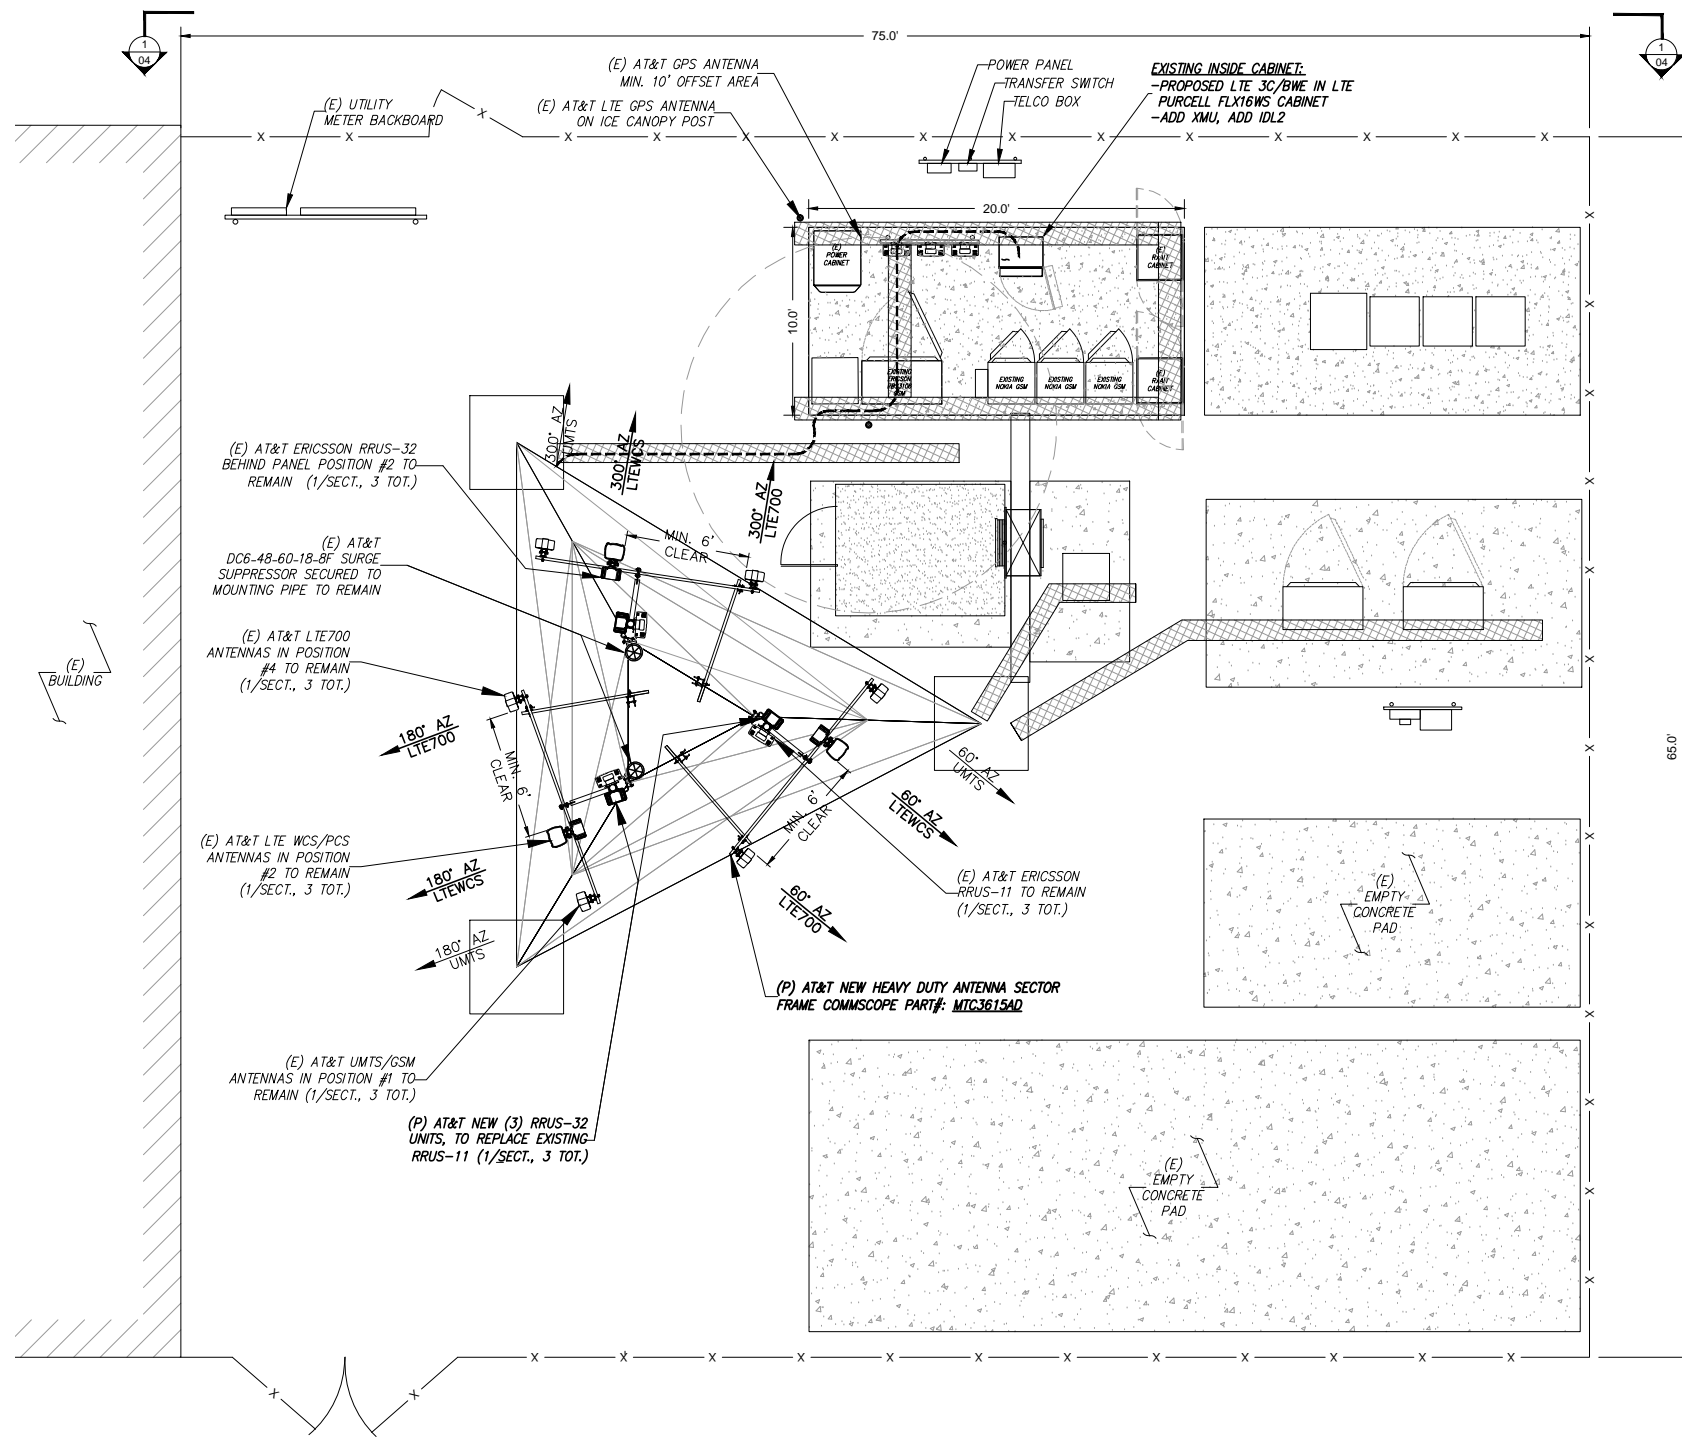 1
04
75.0'
1
04
(E) AT&T GPS ANTENNA
MIN. 10' OFFSET AREA
(E) AT&T LTE GPS ANTENNA
ON ICE CANOPY POST
POWER PANEL
TRANSFER SWITCH
TELCO BOX
EXISTING INSIDE CABINET:
-PROPOSED LTE 3C/BWE IN LTE
PURCELL FLX16WS CABINET
-ADD XMU, ADD IDL2
(E) UTILITY
METER BACKBOARD
X X X X X X X X X X X X X X X
20.0'
10.0'
(E)
POWER
CABINET
(E)
RXAIT
CABINET
EXISTING
ERICSSON
GSM
EXISTING
NOKIA GSM
EXISTING
NOKIA GSM
EXISTING
NOKIA GSM
(E)
RXAIT
CABINET
300° AZ
UMTS
300° AZ
LTEWCS
300° AZ
LTE700
(E) AT&T ERICSSON RRUS-32
BEHIND PANEL POSITION #2 TO
REMAIN (1/SECT., 3 TOT.)
MIN. 6'
CLEAR
(E) AT&T
DC6-48-60-18-8F SURGE
SUPPRESSOR SECURED TO
MOUNTING PIPE TO REMAIN
(E) AT&T LTE700
ANTENNAS IN POSITION
#4 TO REMAIN
(1/SECT., 3 TOT.)
(E)
BUILDING
180° AZ
LTE700
MIN. 6'
CLEAR
60° AZ
UMTS
65.0'
60° AZ
LTEWCS
MIN. 6'
CLEAR
(E) AT&T LTE WCS/PCS
ANTENNAS IN POSITION
#2 TO REMAIN
(1/SECT., 3 TOT.)
180° AZ
LTEWCS
60° AZ
LTE700
(E) AT&T ERICSSON
RRUS-11 TO REMAIN
(1/SECT., 3 TOT.)
(E)
EMPTY
CONCRETE
PAD
180° AZ
UMTS
(P) AT&T NEW HEAVY DUTY ANTENNA SECTOR
FRAME COMMSCOPE PART#: MTC3615AD
(E) AT&T UMTS/GSM
ANTENNAS IN POSITION #1 TO
REMAIN (1/SECT., 3 TOT.)
(P) AT&T NEW (3) RRUS-32
UNITS, TO REPLACE EXISTING
RRUS-11 (1/SECT., 3 TOT.)
(E)
EMPTY
CONCRETE
PAD
X X X X X X X X X X X X X X